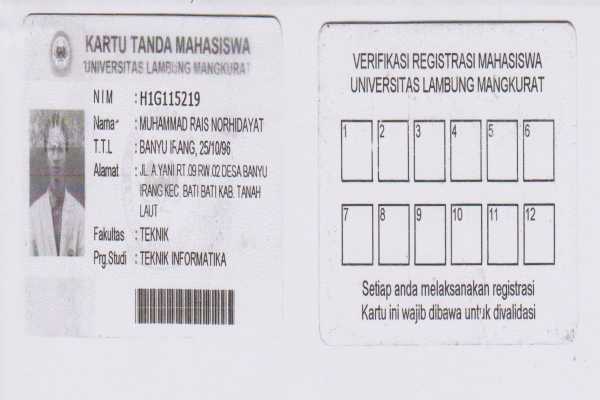 KARTU TANDA MAHASISWA
UNIVERSITAS LAMBUNG MANGKURAT
NIM : H1G115219
Nama : MUHAMMAD RAIS NORHIDAYAT
T.T.L : BANYU IRANG, 25/10/96
Alamat : JL. A.YANI RT.09 RW.02 DESA BANYU
IRANG KEC. BATI BATI KAB. TANAH
LAUT
Fakultas : TEKNIK
Prg.Studi : TEKNIK INFORMATIKA
VERIFIKASI REGISTRASI MAHASISWA
UNIVERSITAS LAMBUNG MANGKURAT
1 2 3 4 5 6
7 8 9 10 11 12
Setiap anda melaksanakan registrasi
Kartu ini wajib dibawa untuk divalidasi